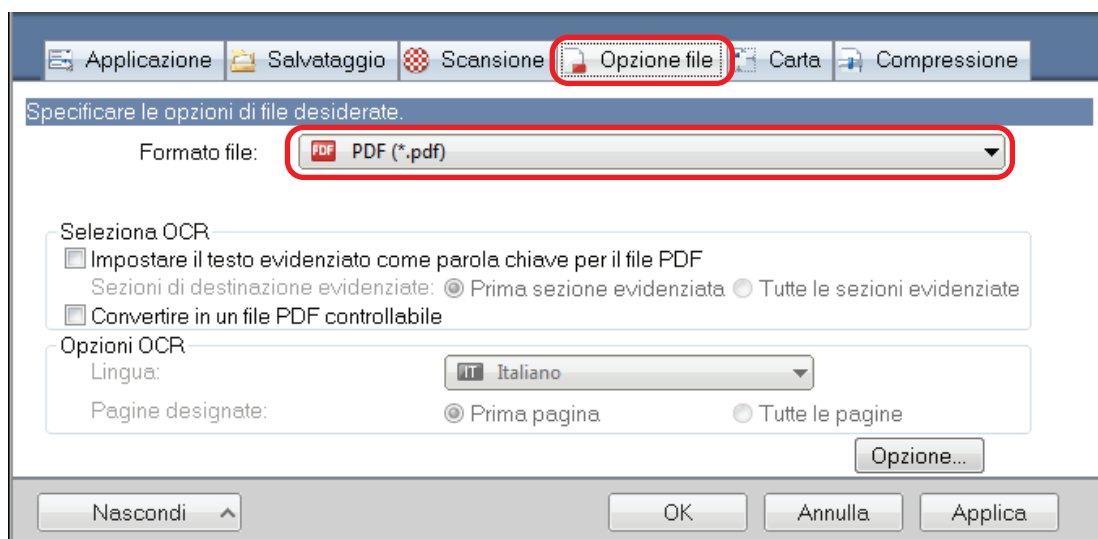 Applicazione Salvataggio Scansione Opzione file Carta Compressione
Specificare le opzioni di file desiderate.
Formato file: PDF PDF (*.pdf)
Seleziona OCR
Impostare il testo evidenziato come parola chiave per il file PDF
Sezioni di destinazione evidenziate: Prima sezione evidenziata Tutte le sezioni evidenziate
Convertire in un file PDF controllabile
Opzioni OCR
Lingua: IT Italiano
Pagine designate: Prima pagina Tutte le pagine
Opzione...
Nascondi OK Annulla Applica